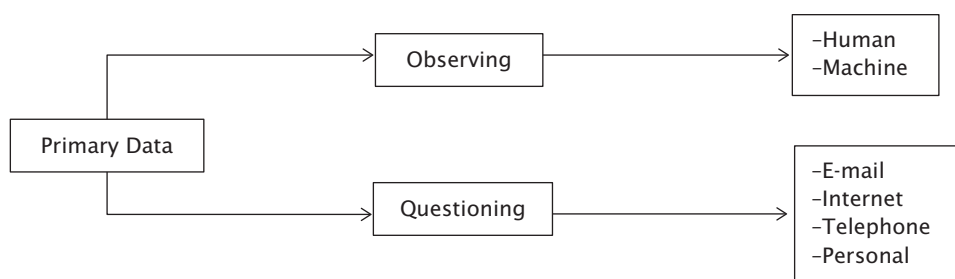 Observing
–Human
–Machine
Primary Data
Questioning
–E-mail
–Internet
–Telephone
–Personal